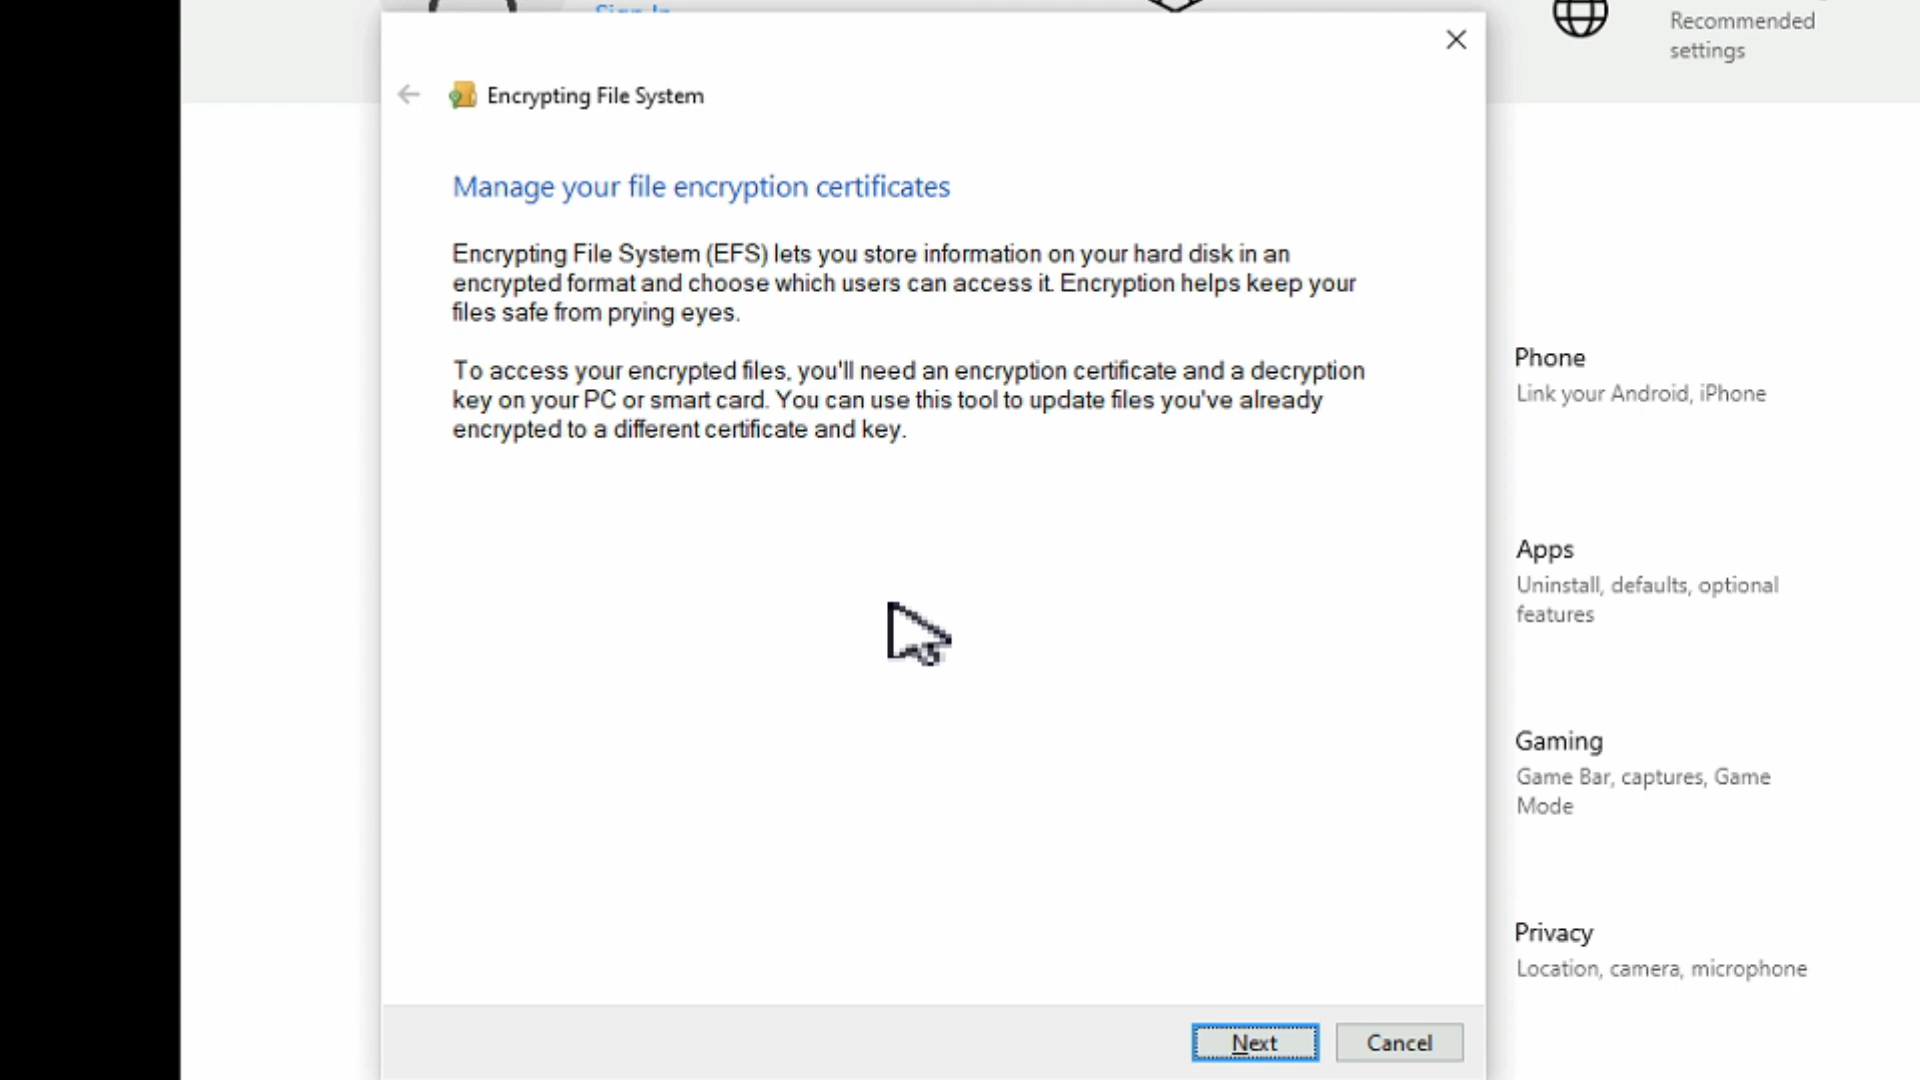 Sign In
Recommended
settings
Encrypting File System
Manage your file encryption certificates
Encrypting File System (EFS) lets you store information on your hard disk in an
encrypted format and choose which users can access it. Encryption helps keep your
files safe from prying eyes.
To access your encrypted files, you'll need an encryption certificate and a decryption
key on your PC or smart card. You can use this tool to update files you've already
encrypted to a different certificate and key.
Phone
Link your Android, iPhone
Apps
Uninstall, defaults, optional
features
Gaming
Game Bar, captures, Game
Mode
Privacy
Location, camera, microphone
Next
Cancel